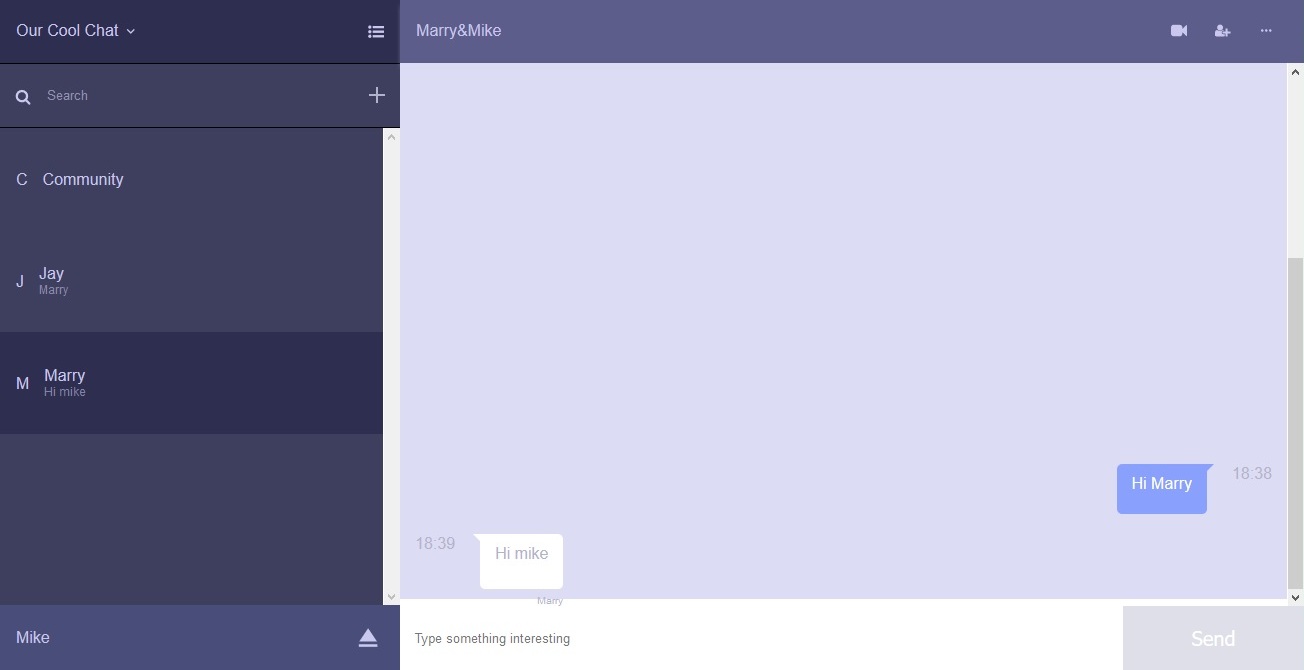 Our Cool Chat
Marry&Mike
Search
C Community
J Jay
Marry
M Marry
Hi mike
Hi Marry 18:38
18:39 Hi mike
Marry
Mike
Type something interesting
Send